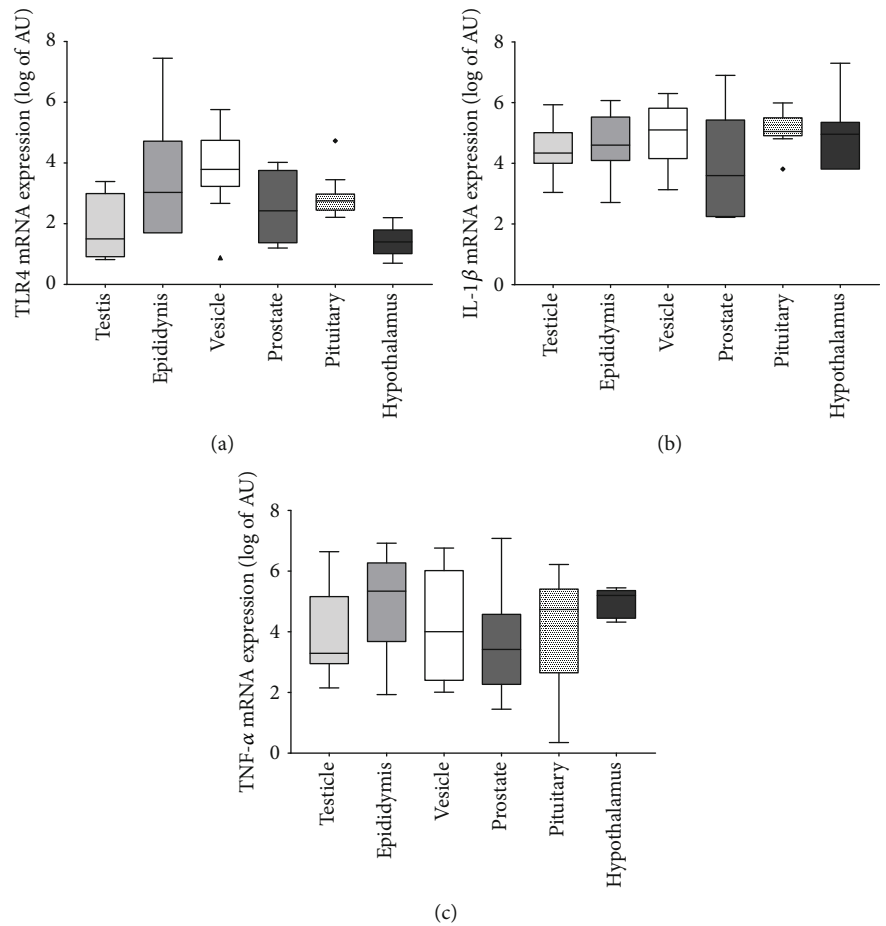 TLR4 mRNA expression (log of AU)
8
6
4
2
0
Testis
Epididynis
Vesicle
Prostate
Pituitary
Hypothalamus
(a)
IL-1β mRNA expression (log of AU)
8
6
4
2
0
Testicle
Epididymis
Vesicle
Prostate
Pituitary
Hypothalamus
(b)
TNF-α mRNA expression (log of AU)
8
6
4
2
0
Testicle
Epididymis
Vesicle
Prostate
Pituitary
Hypothalamus
(c)